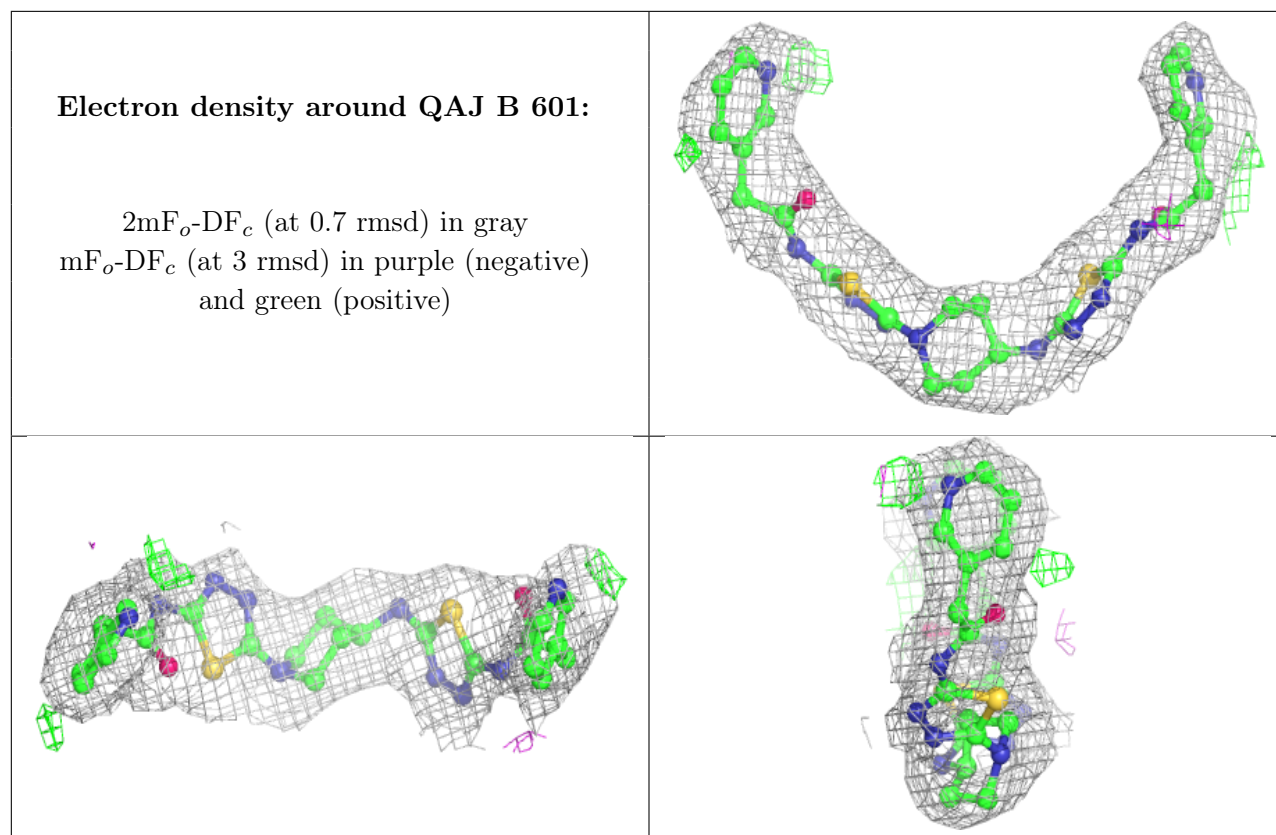 Electron density around QAJ B 601:
2mFo-DFc (at 0.7 rmsd) in gray
mFo-DFc (at 3 rmsd) in purple (negative)
and green (positive)